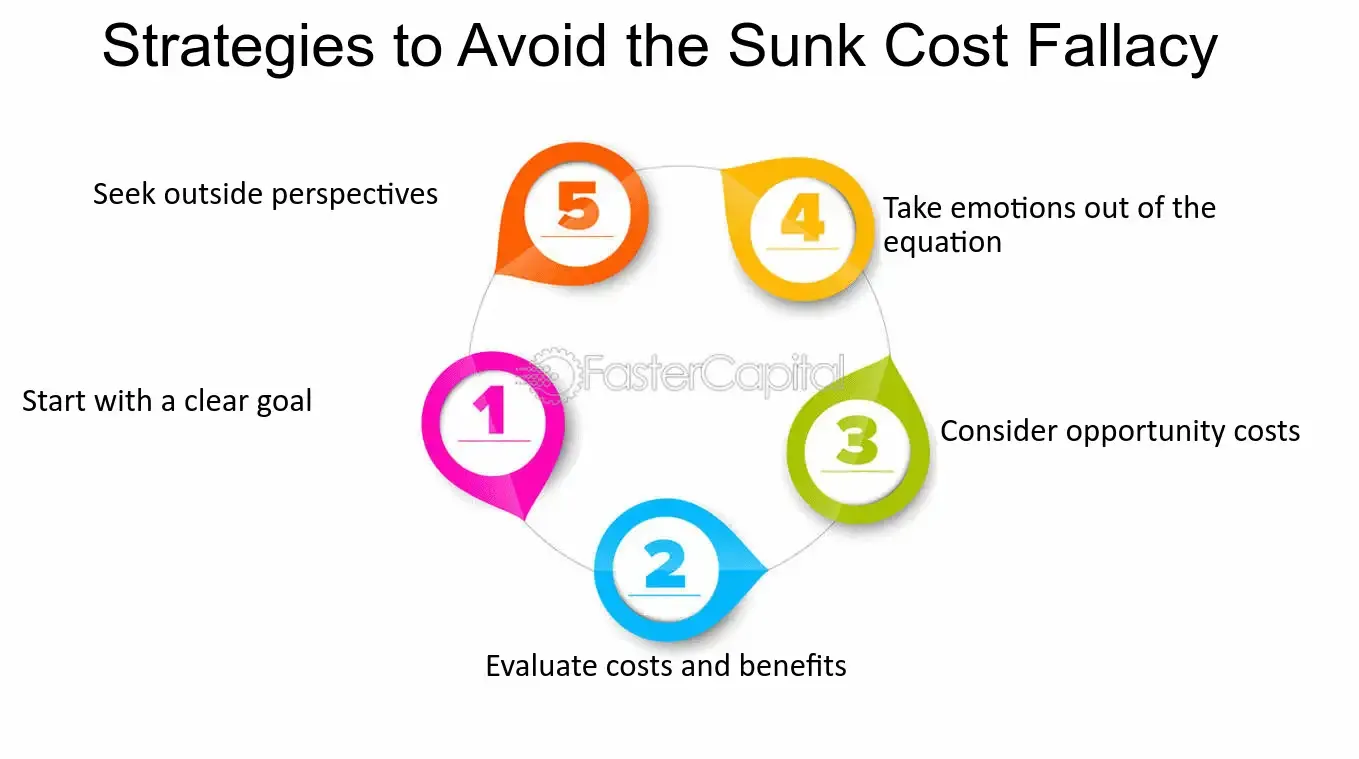 Strategies to Avoid the Sunk Cost Fallacy
5
Seek outside perspectives
4
Take emotions out of the
equation
FasterCapital
1
Start with a clear goal
3
Consider opportunity costs
2
Evaluate costs and benefits